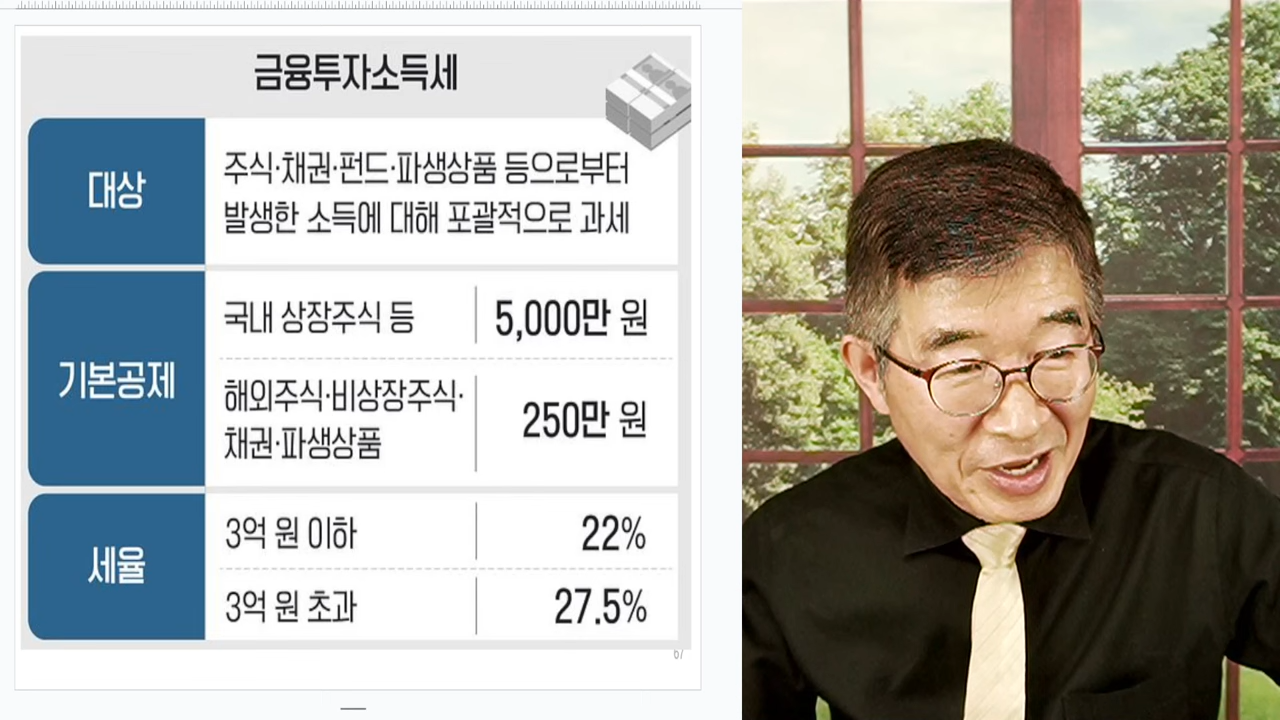 금융투자소득세
대상
주식·채권·펀드·파생상품 등으로부터
발생한 소득에 대해 포괄적으로 과세
기본공제
국내 상장주식 등
5,000만 원
해외주식·비상장주식·
채권·파생상품
250만 원
세율
3억 원 이하
22%
3억 원 초과
27.5%
67